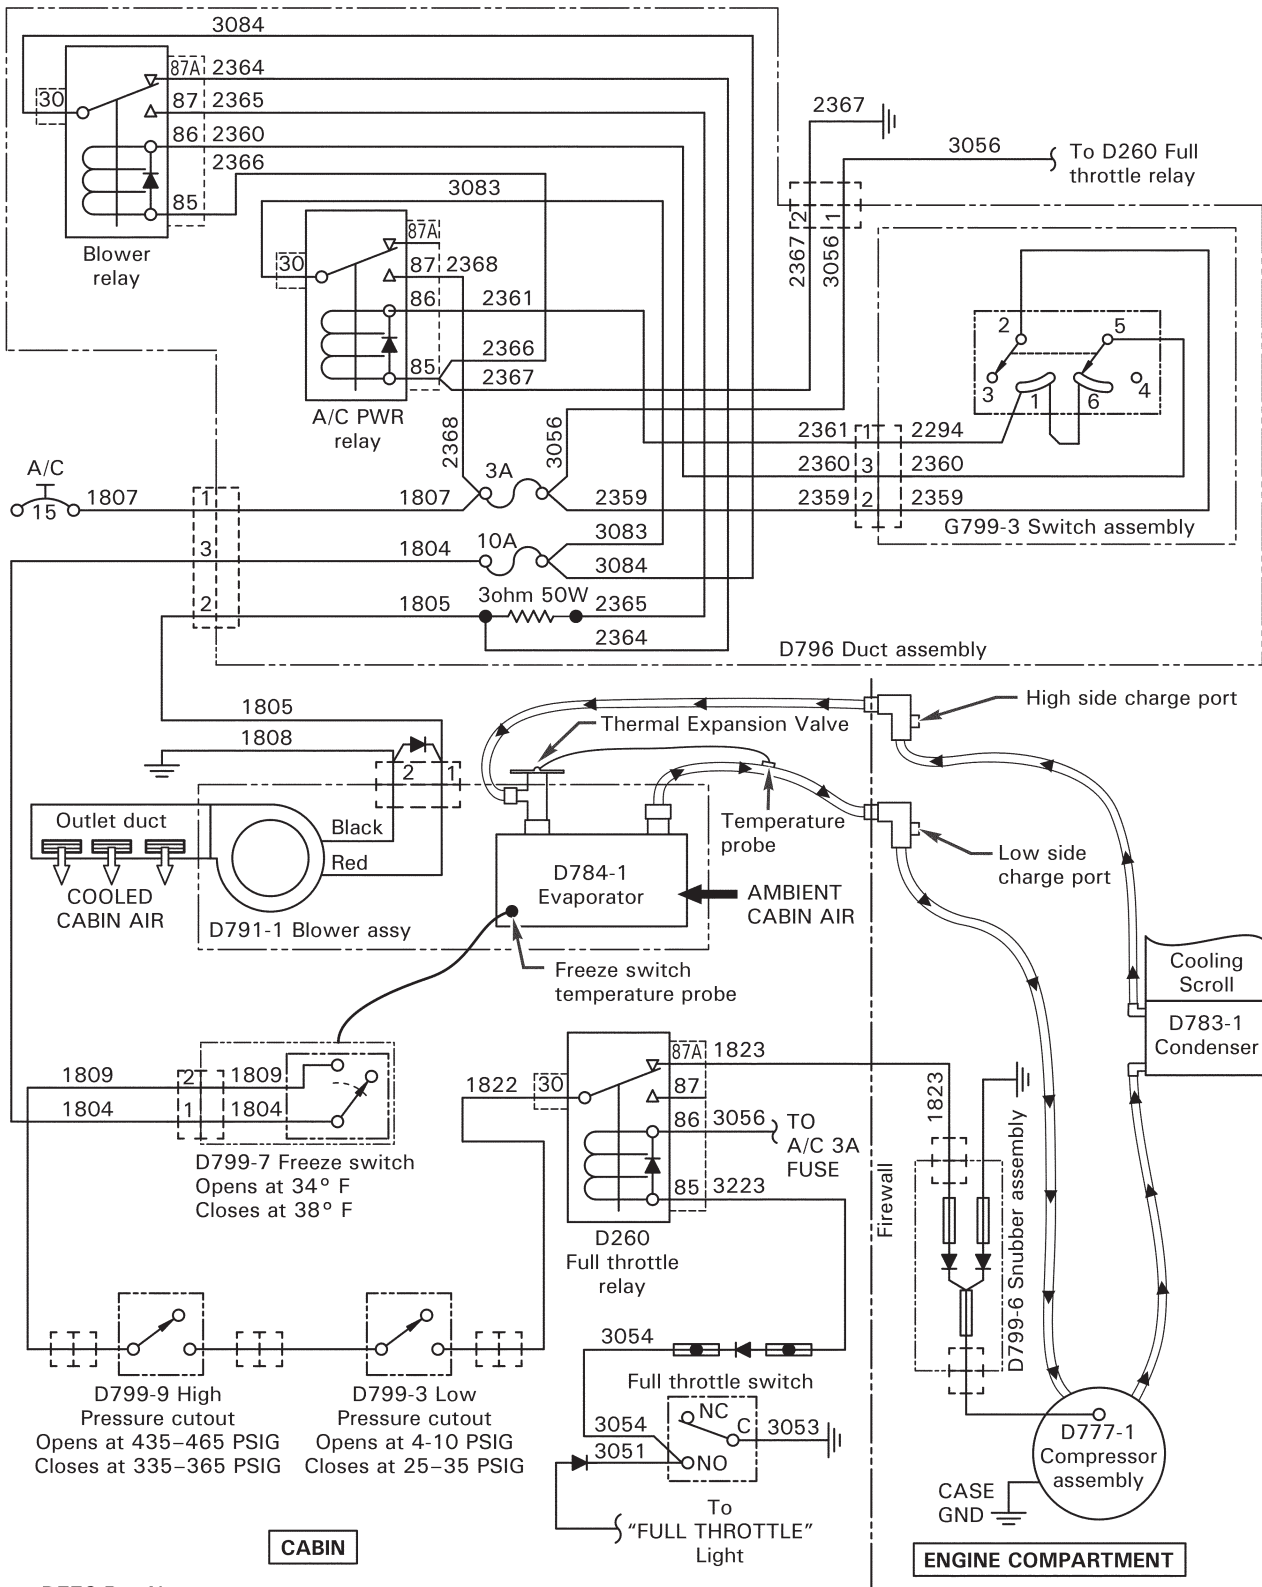 3084
87A 2364
30
87 2365
86 2360
2366
85
Blower
relay
3083
87A
30
87 2368
86 2361
2366
85
2367
A/C PWR
relay
2367
3056
To D260 Full
throttle relay
2 1
2367 3056
2 5
3 1 6 4
2361 1 2294
2360 3 2360
2359 2 2359
G799-3 Switch assembly
2368 3056
A/C
15 1807
1 1807
3A
2359
3 1804
10A
3083
3084
2 1805
3ohm 50W 2365
2364
D796 Duct assembly
1805
1808
2 1
Thermal Expansion Valve
High side charge port
Outlet duct
Black
Red
COOLED
CABIN AIR
D791-1 Blower assy
D784-1
Evaporator
Temperature
probe
AMBIENT
CABIN AIR
Low side
charge port
Freeze switch
temperature probe
Cooling
Scroll
D783-1
Condenser
1809 2 1809
1804 1 1804
D799-7 Freeze switch
Opens at 34° F
Closes at 38° F
1822 30
87A 1823
87
86 3056
TO
A/C 3A
FUSE
85 3223
D260
Full throttle
relay
Firewall
1823
D799-6 Snubber assembly
D799-9 High
Pressure cutout
Opens at 435–465 PSIG
Closes at 335–365 PSIG
D799-3 Low
Pressure cutout
Opens at 4-10 PSIG
Closes at 25–35 PSIG
3054
Full throttle switch
NC
3054
C 3053
3051
NO
To
“FULL THROTTLE”
Light
D777-1
Compressor
assembly
CASE
GND
CABIN
ENGINE COMPARTMENT